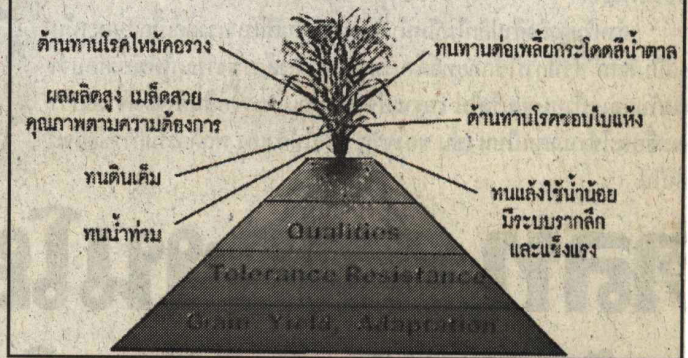 ต้านทานโรคไหม้คอรวง
ผลผลิตสูง เมล็ดสวย
คุณภาพตามความต้องการ
ทนดินเค็ม
ทนน้ำท่วม
ทนทานต่อเพลี้ยกระโดดสีน้ำตาล
ต้านทานโรคขอบใบแห้ง
ทนแล้งใช้น้ำน้อย
มีระบบรากลึก
และแข็งแรง
Qualities
Tolerance Resistance
Grain Yield, Adaptation